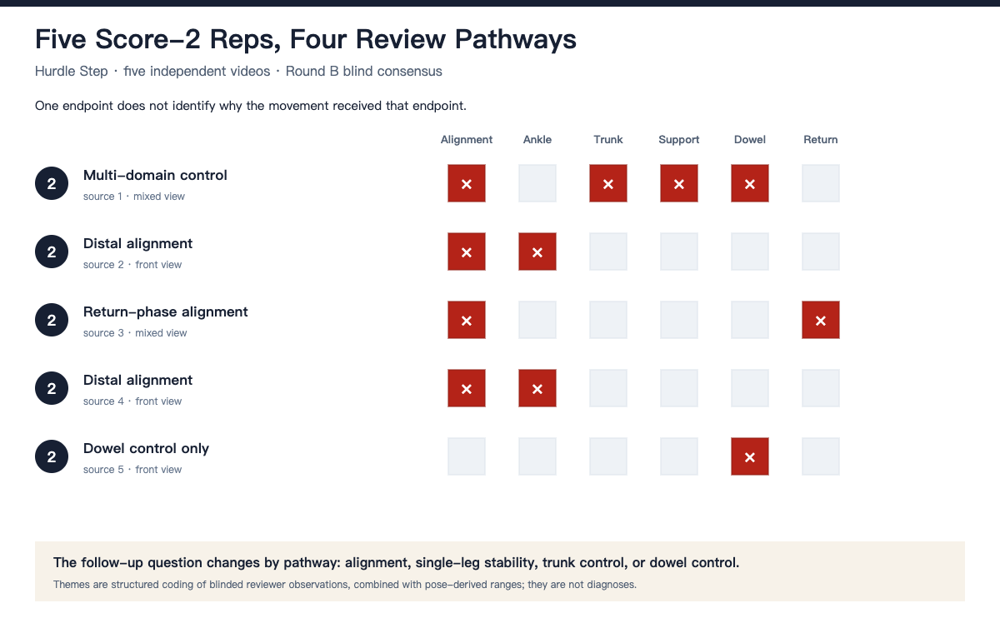 Five Score–2 Reps, Four Review Pathways
Hurdle Step · five independent videos · Round B blind consensus
One endpoint does not identify why the movement received that endpoint.
Alignment Ankle Trunk Support Dowel Return
2 Multi–domain control × × × ×
source 1 · mixed view
2 Distal alignment × ×
source 2 · front view
2 Return–phase alignment × ×
source 3 · mixed view
2 Distal alignment × ×
source 4 · front view
2 Dowel control only ×
source 5 · front view
The follow–up question changes by pathway: alignment, single–leg stability, trunk control, or dowel control.
Themes are structured coding of blinded reviewer observations, combined with pose–derived ranges; they are not diagnoses.